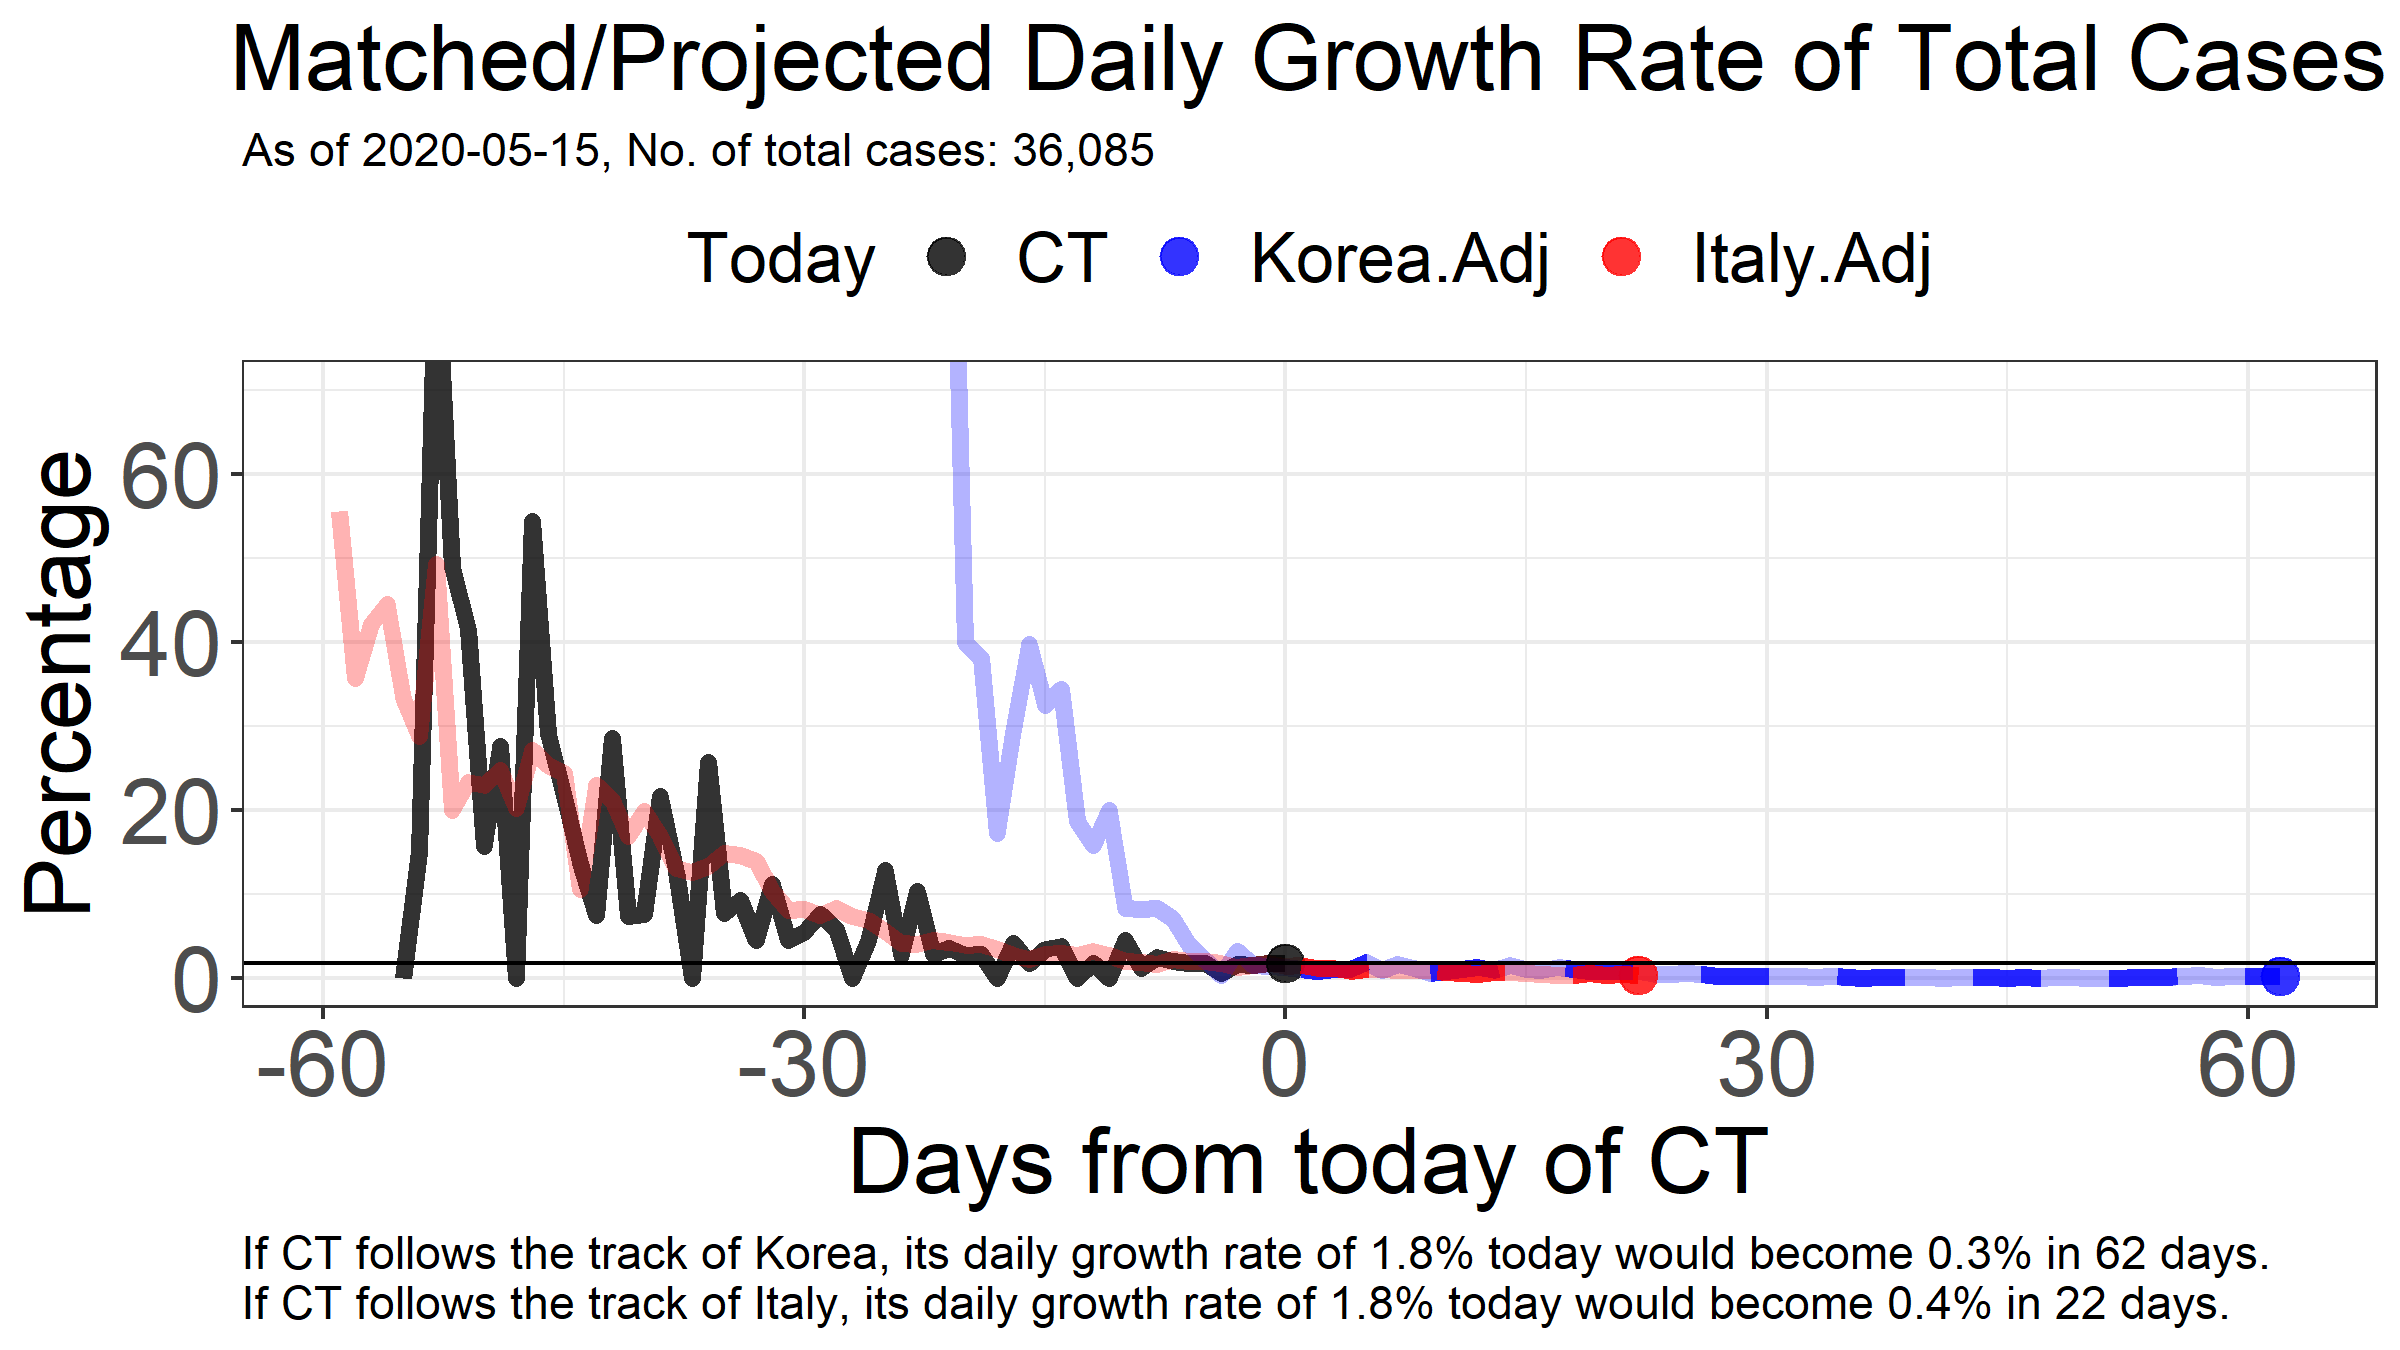 Matched/Projected Daily Growth Rate of Total Cases
As of 2020-05-15, No. of total cases: 36,085
Today CT Korea.Adj Italy.Adj
Percentage
60
40
20
0
-60 -30 0 30 60
Days from today of CT
If CT follows the track of Korea, its daily growth rate of 1.8% today would become 0.3% in 62 days.
If CT follows the track of Italy, its daily growth rate of 1.8% today would become 0.4% in 22 days.